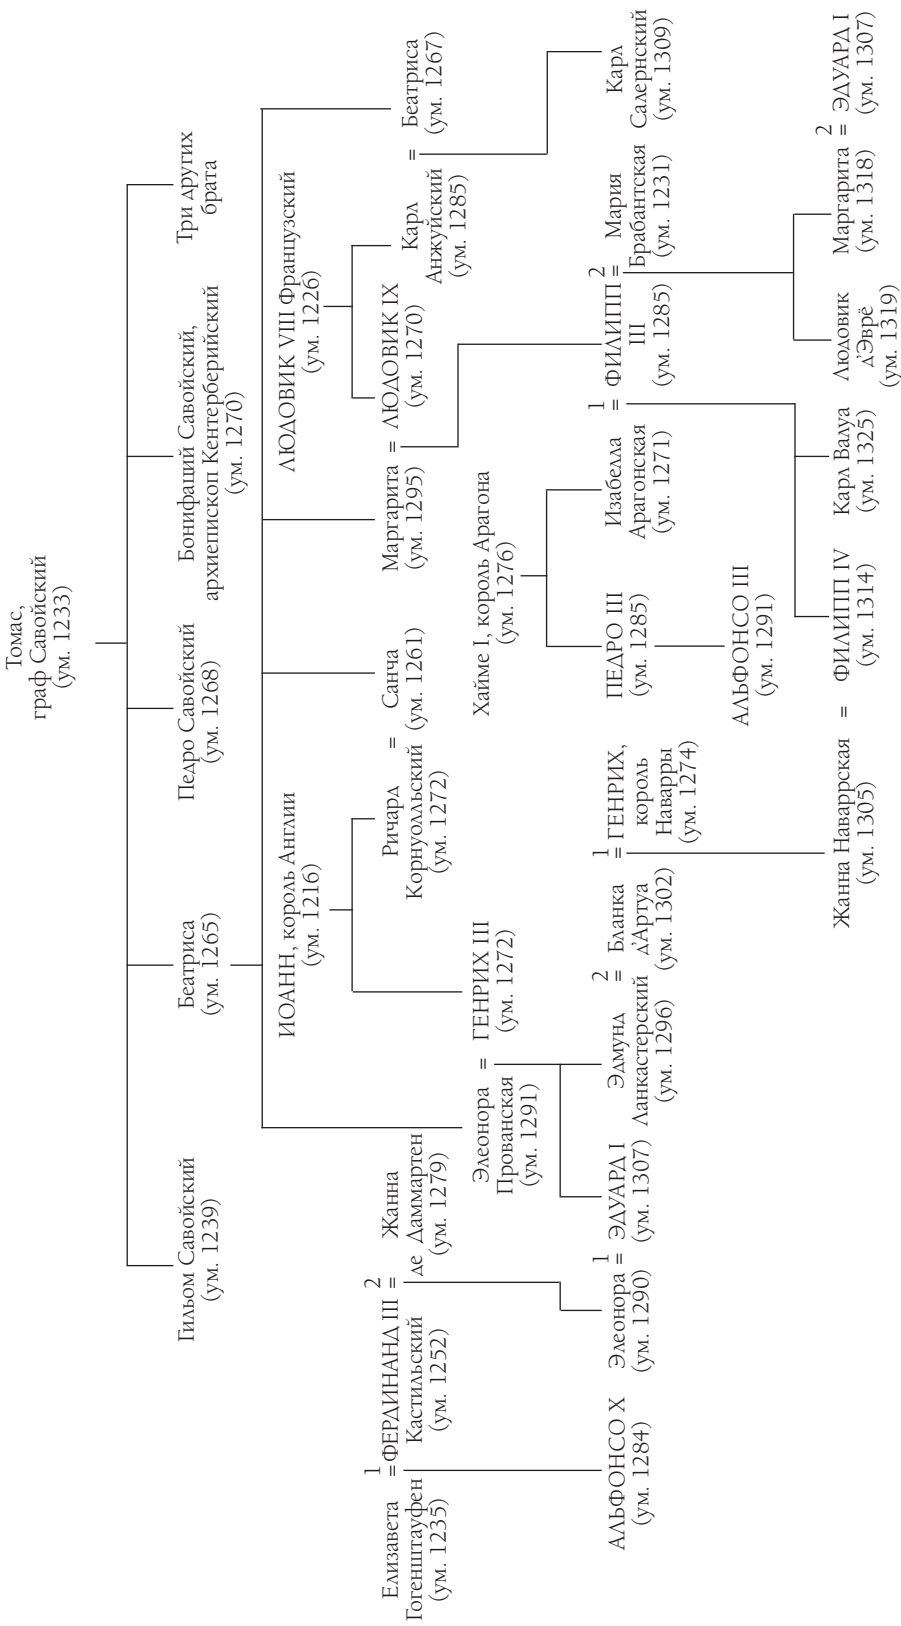 Томас,
граф Савойский
(ум. 1233)
Гильом Савойский
(ум. 1239)
Беатриса
(ум. 1265)
Педро Савойский
(ум. 1268)
Бонифаций Савойский,
архиепископ Кентерберийский
(ум. 1270)
Три других
брата
ИОАНН, король Англии
(ум. 1216)
ЛЮДОВИК VIII Французский
(ум. 1226)
Елизавета
Гогенштауфен
(ум. 1235)
1
=
ФЕРДИНАНД III
Кастильский
(ум. 1252)
2
=
Жанна
де Даммартен
(ум. 1279)
Ричард
Корнуолльский
(ум. 1272)
=
Санча
(ум. 1261)
Маргарита
(ум. 1295)
=
ЛЮДОВИК IX
(ум. 1270)
Карл
Анжуйский
(ум. 1285)
=
Беатриса
(ум. 1267)
Элеонора
Прованская
(ум. 1291)
=
ГЕНРИХ III
(ум. 1272)
Хайме I, король Арагона
(ум. 1276)
АЛЬФОНСО X
(ум. 1284)
Элеонора
(ум. 1290)
1
=
ЭДУАРД I
(ум. 1307)
Эдмунд
Ланкастерский
(ум. 1296)
2
=
Бланка
д'Артуа
(ум. 1302)
1
=
ГЕНРИХ,
король
Наварры
(ум. 1274)
ПЕДРО III
(ум. 1285)
Изабелла
Арагонская
(ум. 1271)
1
=
ФИЛИПП
III
(ум. 1285)
2
=
Мария
Брабантская
(ум. 1231)
Карл
Салернский
(ум. 1309)
АЛЬФОНСО III
(ум. 1291)
Жанна Наваррская
(ум. 1305)
=
ФИЛИПП IV
(ум. 1314)
Карл Валуа
(ум. 1325)
Людовик
д'Эврё
(ум. 1319)
Маргарита
(ум. 1318)
2
=
ЭДУАРД I
(ум. 1307)